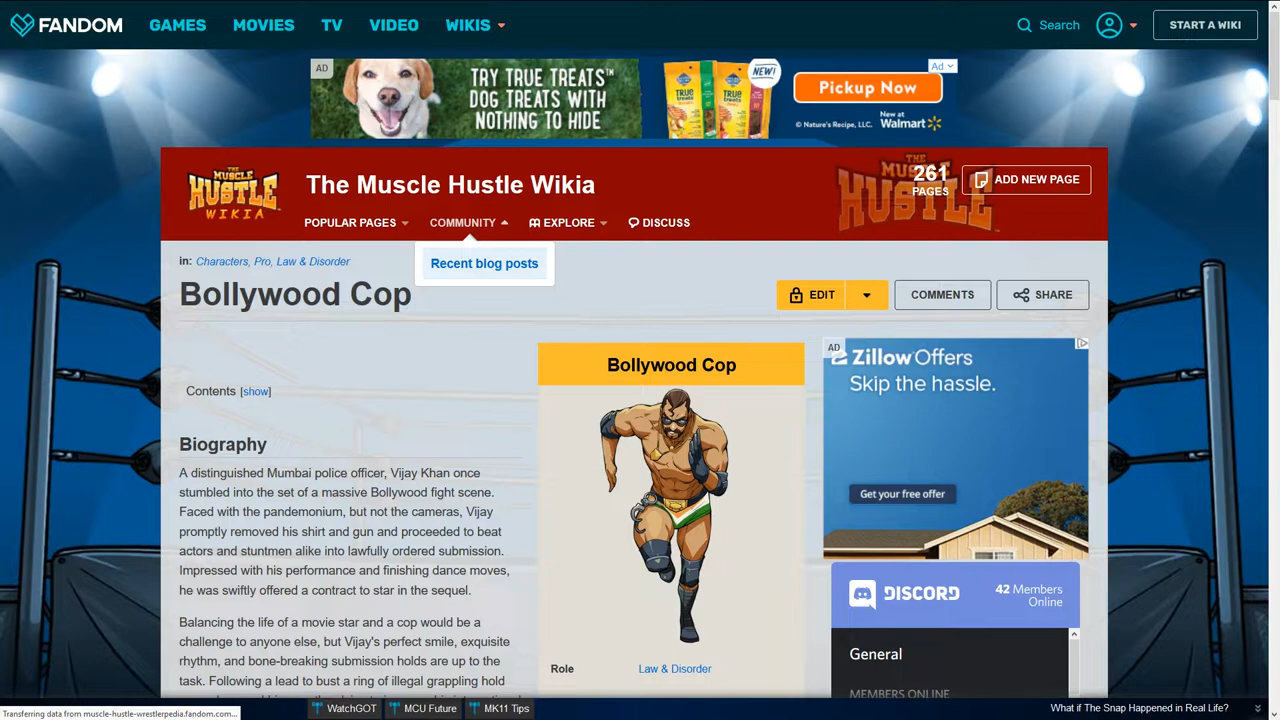 FANDOM
GAMES
MOVIES
TV
VIDEO
WIKIS
Search
START A WIKI
AD
TRY TRUE TREATS™
DOG TREATS WITH
NOTHING TO HIDE
NEW!
Ad
Pickup Now
© Nature's Recipe, LLC.
New at
Walmart
THE MUSCLE
HUSTLE
WIKIA
The Muscle Hustle Wikia
261
PAGES
ADD NEW PAGE
POPULAR PAGES
COMMUNITY
EXPLORE
DISCUSS
Recent blog posts
in: Characters, Pro, Law & Disorder
Bollywood Cop
EDIT
COMMENTS
SHARE
Contents [show]
Biography
A distinguished Mumbai police officer, Vijay Khan once
stumbled into the set of a massive Bollywood fight scene.
Faced with the pandemonium, but not the cameras, Vijay
promptly removed his shirt and gun and proceeded to beat
actors and stuntmen alike into lawfully ordered submission.
Impressed with his performance and finishing dance moves,
he was swiftly offered a contract to star in the sequel.
Balancing the life of a movie star and a cop would be a
challenge to anyone else, but Vijay's perfect smile, exquisite
rhythm, and bone-breaking submission holds are up to the
task. Following a lead to bust a ring of illegal grappling hold
Bollywood Cop
Role
Law & Disorder
AD
Zillow Offers
Skip the hassle.
Get your free offer
DISCORD
42 Members
Online
General
MEMBERS ONLINE
Transferring data from muscle-hustle-wrestlerpedia.fandom.com...
WatchGOT
MCU Future
MK11 Tips
What if The Snap Happened in Real Life?